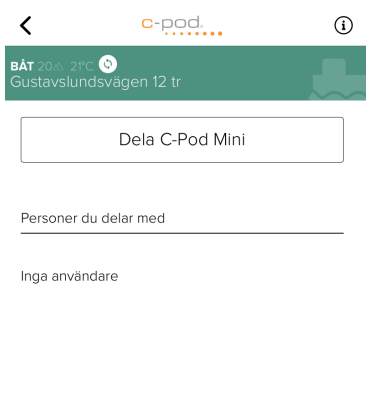 c-pod.
BÅT 20 21°C
Gustavslundsvägen 12 tr
Dela C-Pod Mini
Personer du delar med
Inga användare